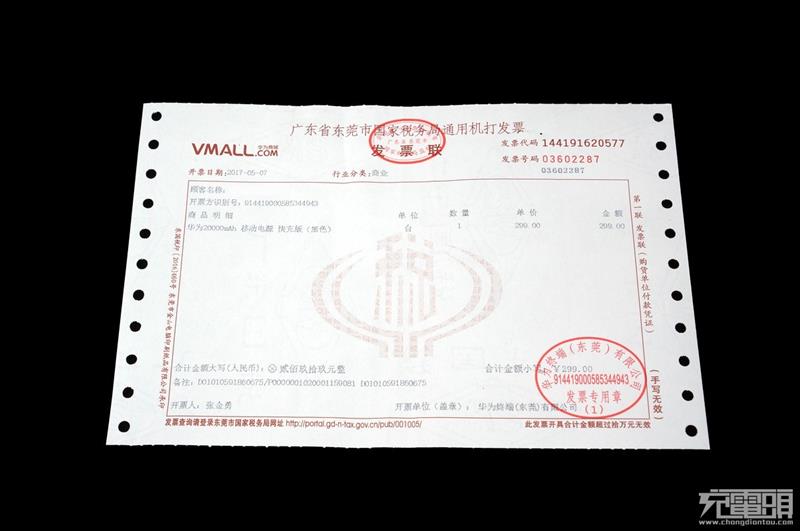 广东省东莞市国家税务局通用机打发票
VMALL.COM 华为商城
发票联
发票代码 144191620577
发票号码 03602287
03602287
开票日期:2017-05-07 行业分类:商业
顾客名称:
开票方识别号:914419000585344943
商品明细 单位 数量 单价 金额
华为20000mAh 移动电源 快充版(黑色) 台 1 299.00 299.00
第一联 发票联(购货单位付款凭证)
(手写无效)
合计金额大写(人民币):ⓧ贰佰玖拾玖元整 合计金额小写:¥299.00
备注:DO1010591860675/P0000001020001159081 DO1010591860675
开票人:张金勇 开票单位(盖章):华为终端(东莞)有限公司
华为终端(东莞)有限公司
914419000585344943
发票专用章
(1)
发票查询请登录东莞市国家税务局网址 http://portal.gd-n-tax.gov.cn/pub/001005/ 此发票开具合计金额超过拾万元无效
充電頭
www.chongdiantou.com